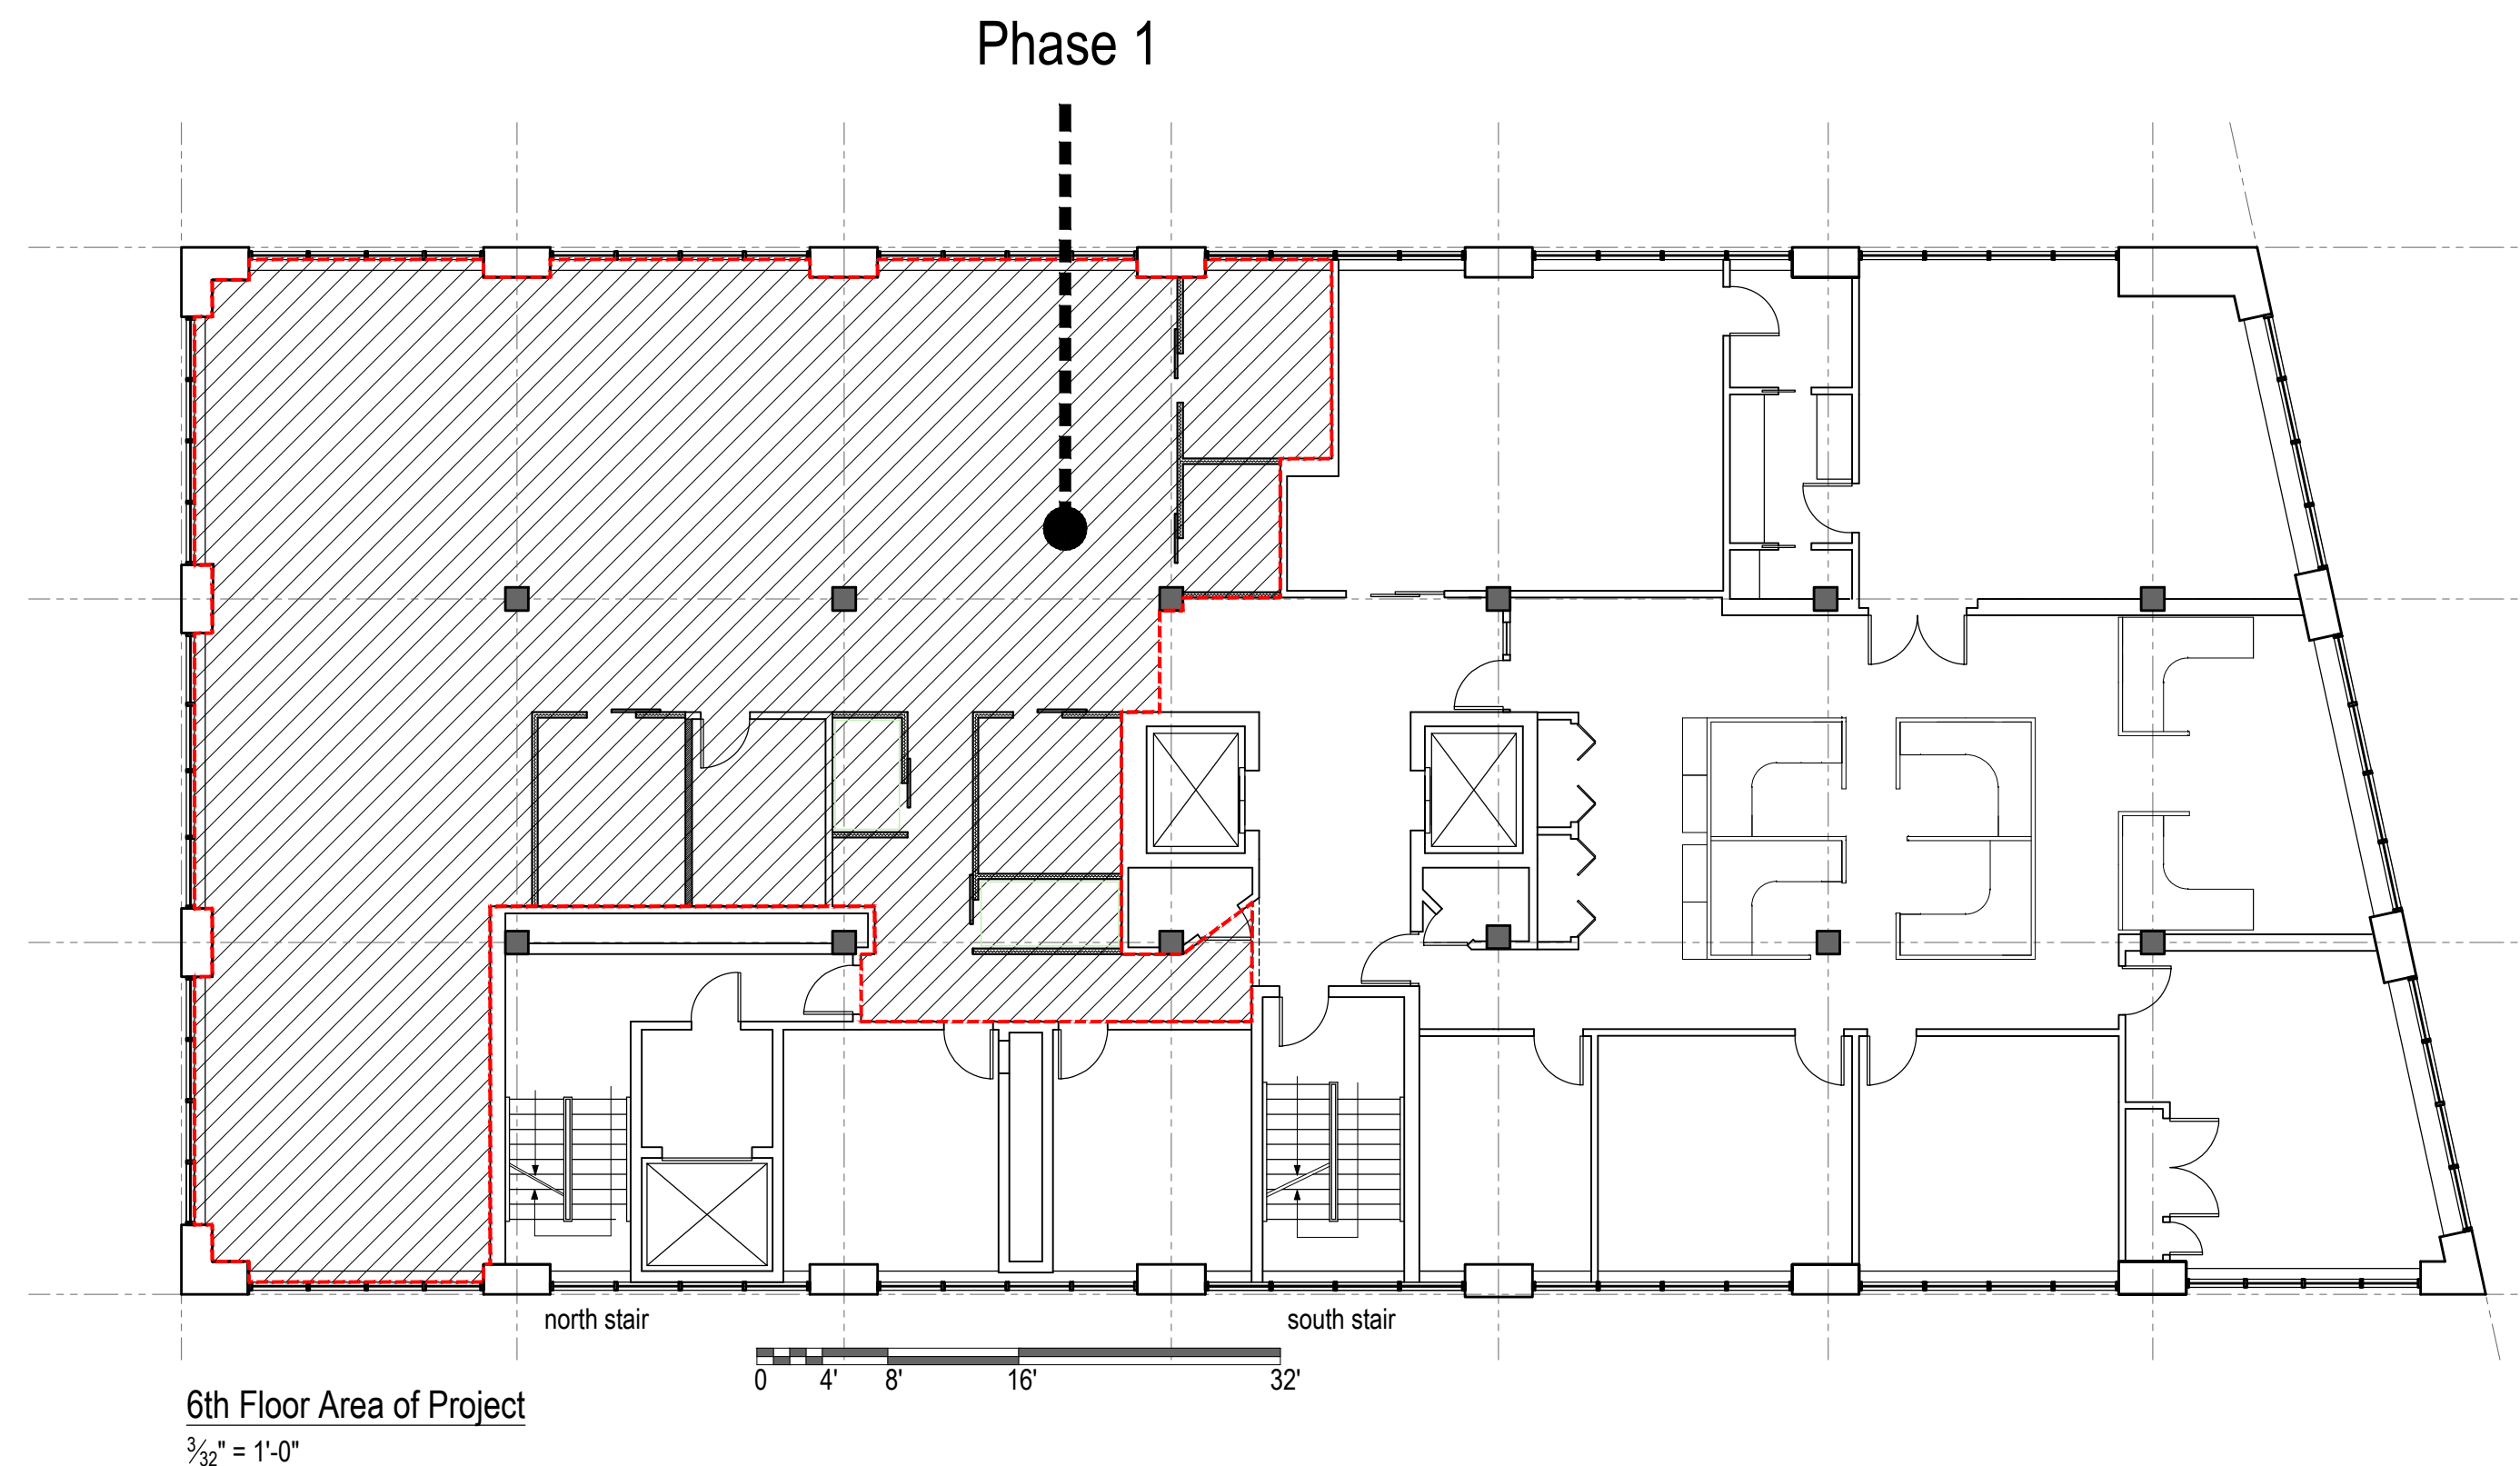 Phase 1
north stair
south stair
0 4' 8' 16' 32'
6th Floor Area of Project
3⁄32" = 1'-0"